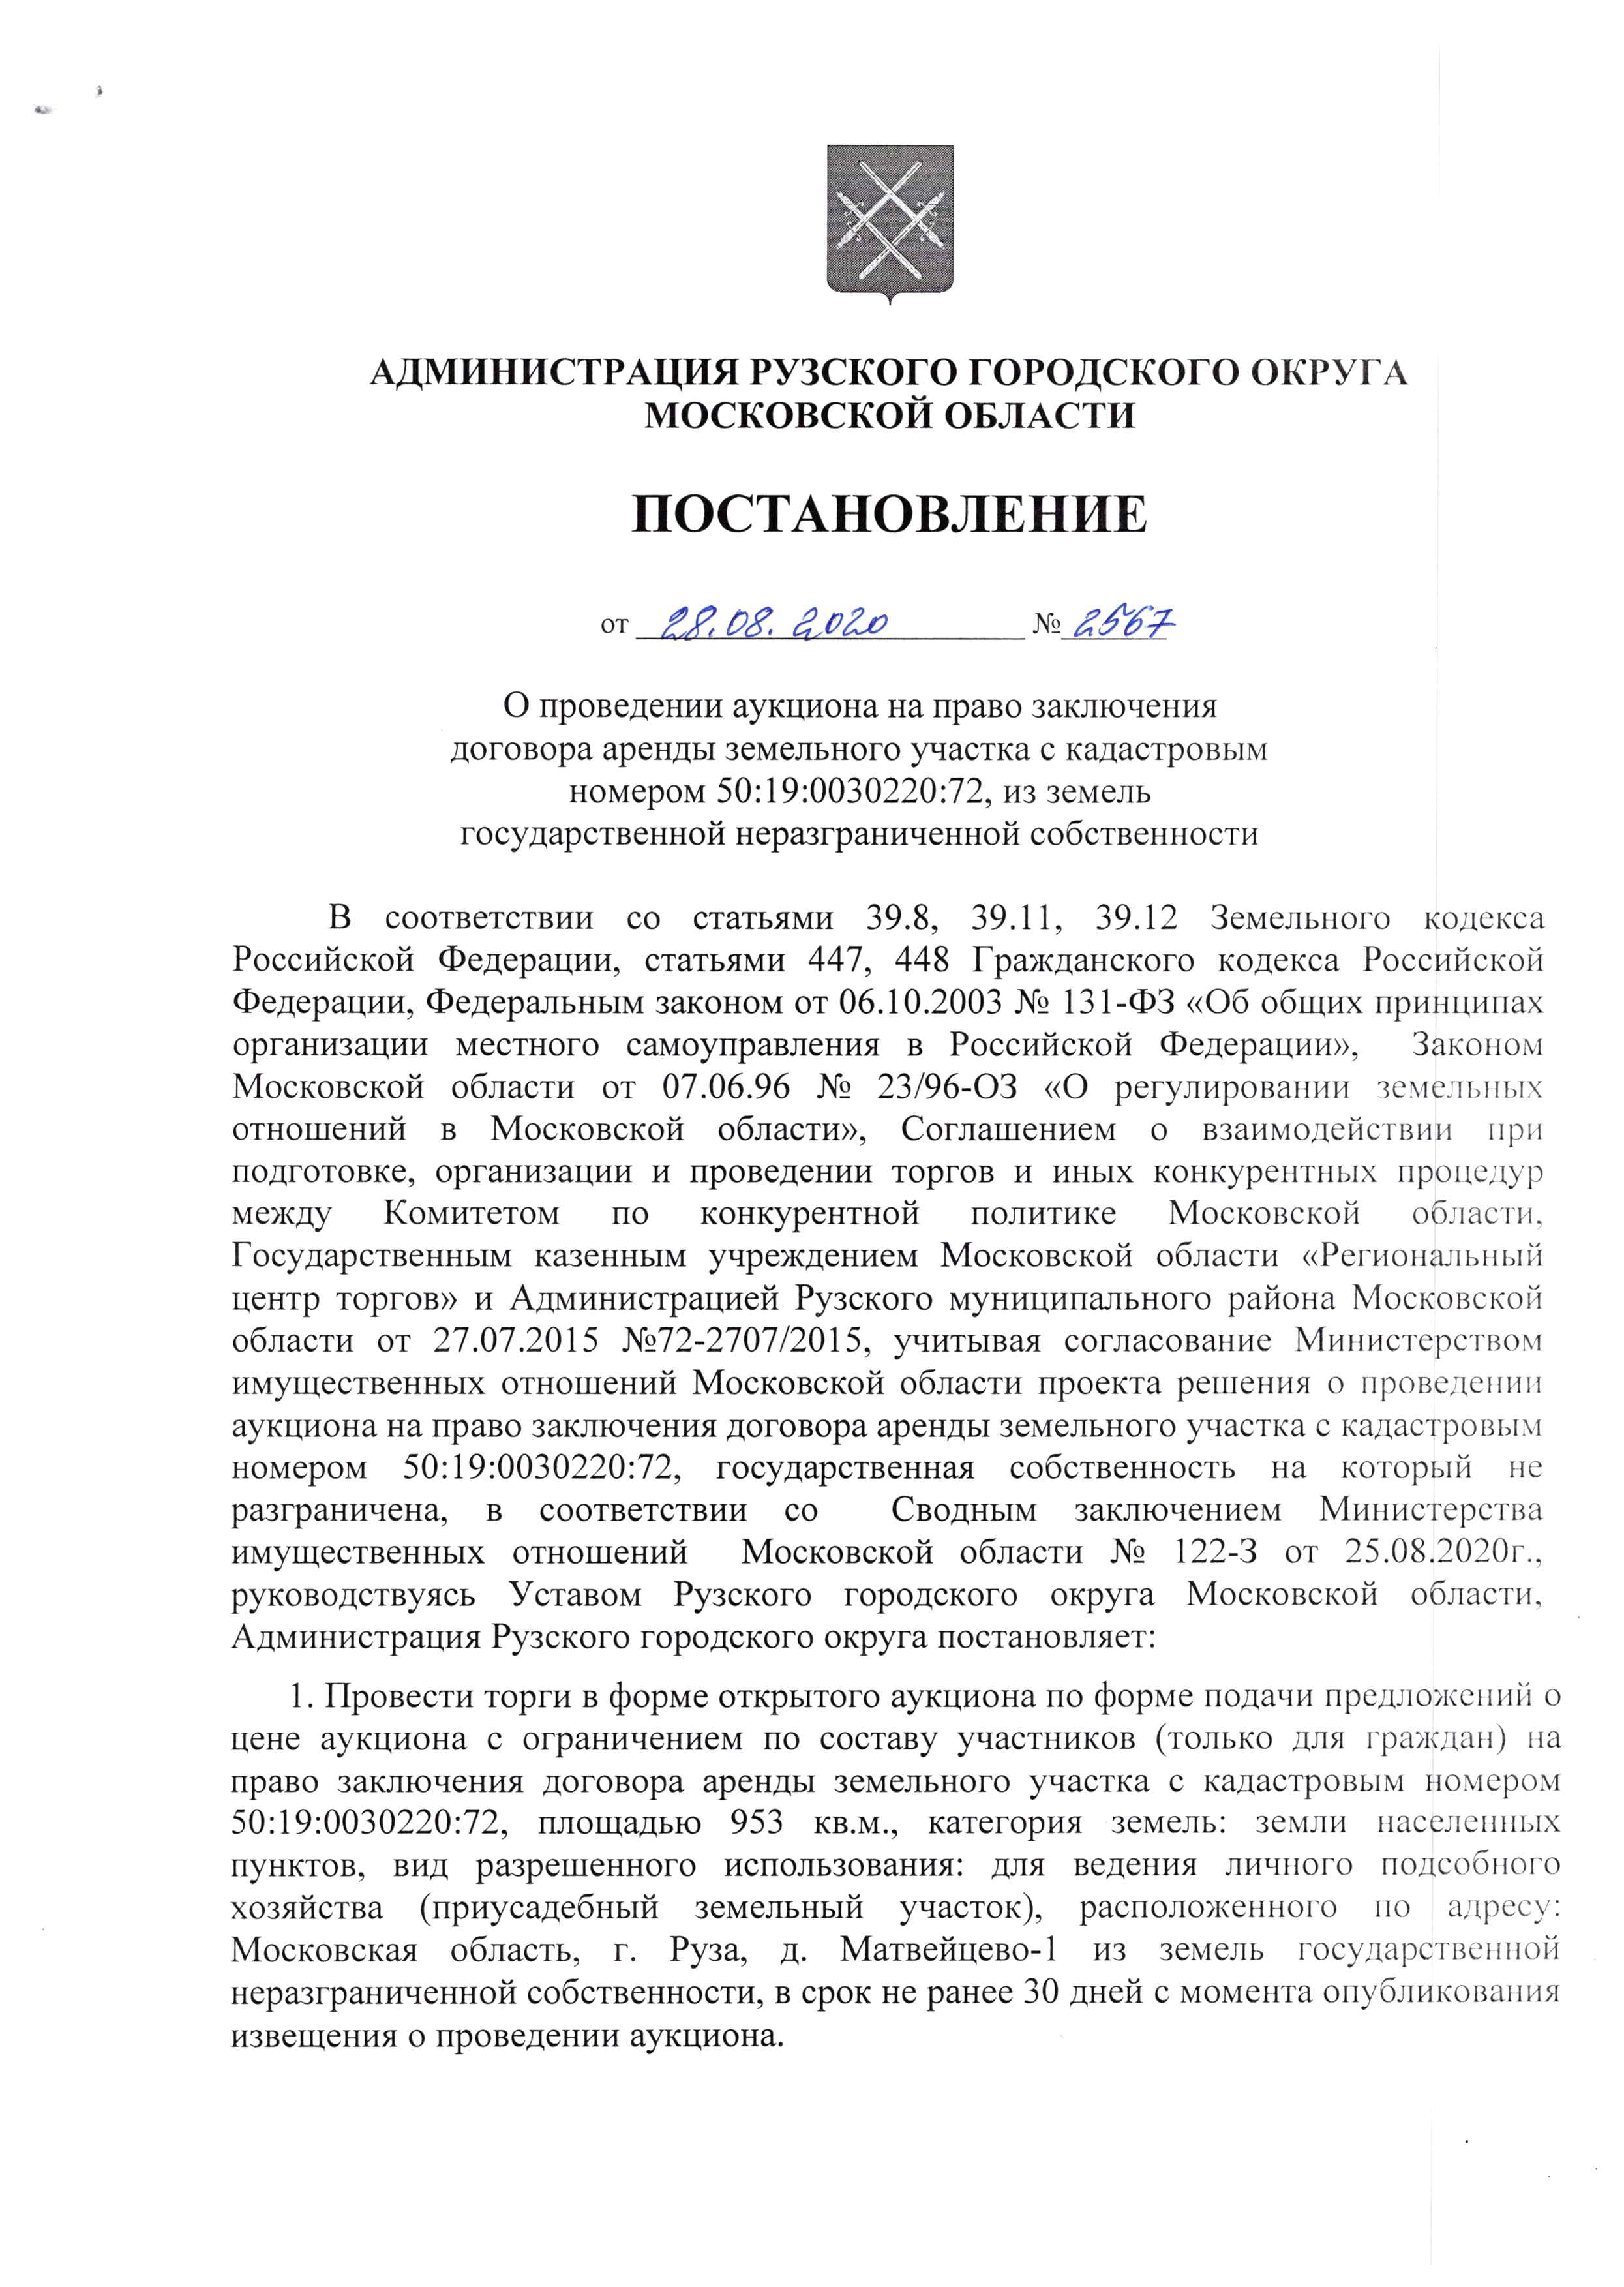 АДМИНИСТРАЦИЯ РУЗСКОГО ГОРОДСКОГО ОКРУГА
МОСКОВСКОЙ ОБЛАСТИ
ПОСТАНОВЛЕНИЕ
от 28.08.2020 № 2567
О проведении аукциона на право заключения
договора аренды земельного участка с кадастровым
номером 50:19:0030220:72, из земель
государственной неразграниченной собственности
В соответствии со статьями 39.8, 39.11, 39.12 Земельного кодекса
Российской Федерации, статьями 447, 448 Гражданского кодекса Российской
Федерации, Федеральным законом от 06.10.2003 № 131-ФЗ «Об общих принципах
организации местного самоуправления в Российской Федерации», Законом
Московской области от 07.06.96 № 23/96-ОЗ «О регулировании земельных
отношений в Московской области», Соглашением о взаимодействии при
подготовке, организации и проведении торгов и иных конкурентных процедур
между Комитетом по конкурентной политике Московской области,
Государственным казенным учреждением Московской области «Региональный
центр торгов» и Администрацией Рузского муниципального района Московской
области от 27.07.2015 №72-2707/2015, учитывая согласование Министерством
имущественных отношений Московской области проекта решения о проведении
аукциона на право заключения договора аренды земельного участка с кадастровым
номером 50:19:0030220:72, государственная собственность на который не
разграничена, в соответствии со Сводным заключением Министерства
имущественных отношений Московской области № 122-З от 25.08.2020г.,
руководствуясь Уставом Рузского городского округа Московской области,
Администрация Рузского городского округа постановляет:
1. Провести торги в форме открытого аукциона по форме подачи предложений о
цене аукциона с ограничением по составу участников (только для граждан) на
право заключения договора аренды земельного участка с кадастровым номером
50:19:0030220:72, площадью 953 кв.м., категория земель: земли населенных
пунктов, вид разрешенного использования: для ведения личного подсобного
хозяйства (приусадебный земельный участок), расположенного по адресу:
Московская область, г. Руза, д. Матвейцево-1 из земель государственной
неразграниченной собственности, в срок не ранее 30 дней с момента опубликования
извещения о проведении аукциона.